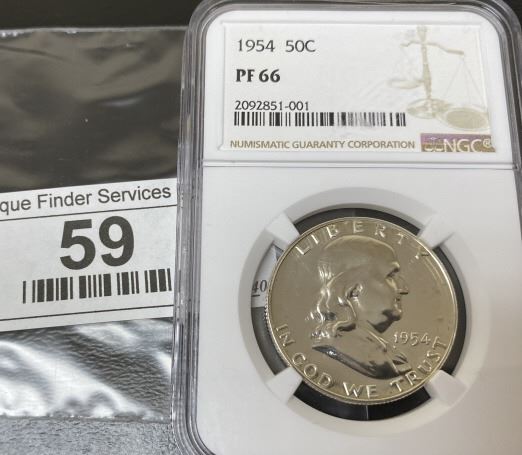 1954 50C
PF 66
2092851-001
NUMISMATIC GUARANTY CORPORATION
NGC®
que Finder Services
59
40
LIBERTY
1954
IN GOD WE TRUST